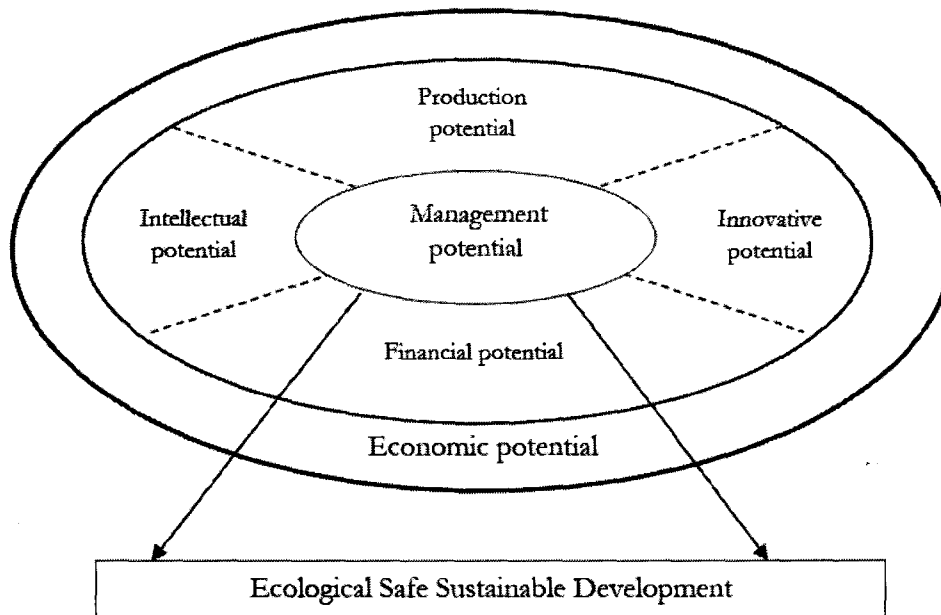 Production
potential
Intellectual
potential
Management
potential
Innovative
potential
Financial potential
Economic potential
Ecological Safe Sustainable Development